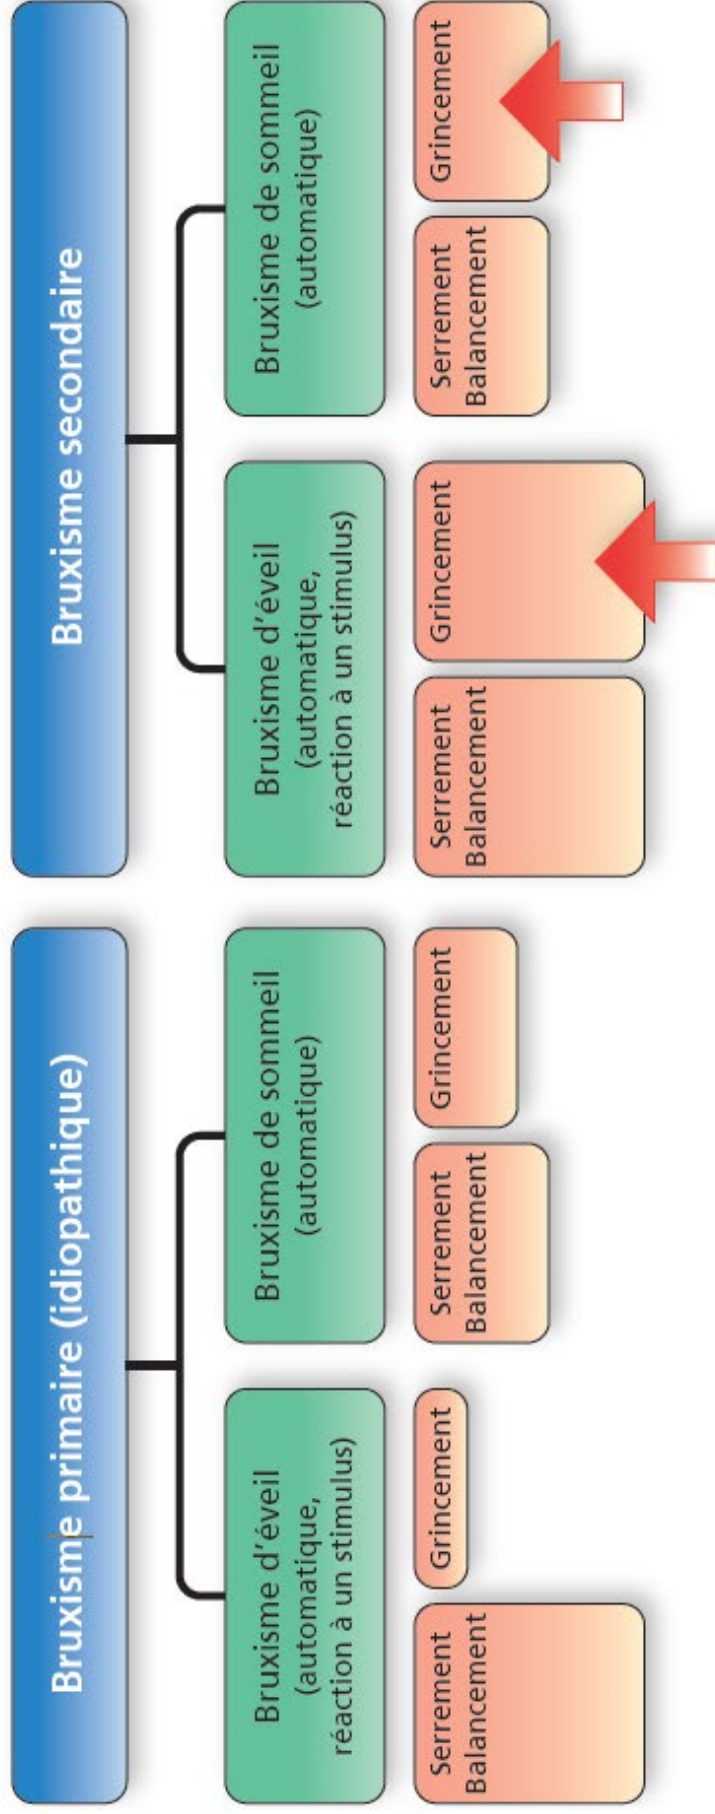 Bruxisme primaire (idiopathique)
Bruxisme d'éveil
(automatique,
réaction à un stimulus)
Serrement
Balancement
Grincement
Bruxisme de sommeil
(automatique)
Serrement
Balancement
Grincement
Bruxisme secondaire
Bruxisme d'éveil
(automatique,
réaction à un stimulus)
Serrement
Balancement
Grincement
Bruxisme de sommeil
(automatique)
Serrement
Balancement
Grincement